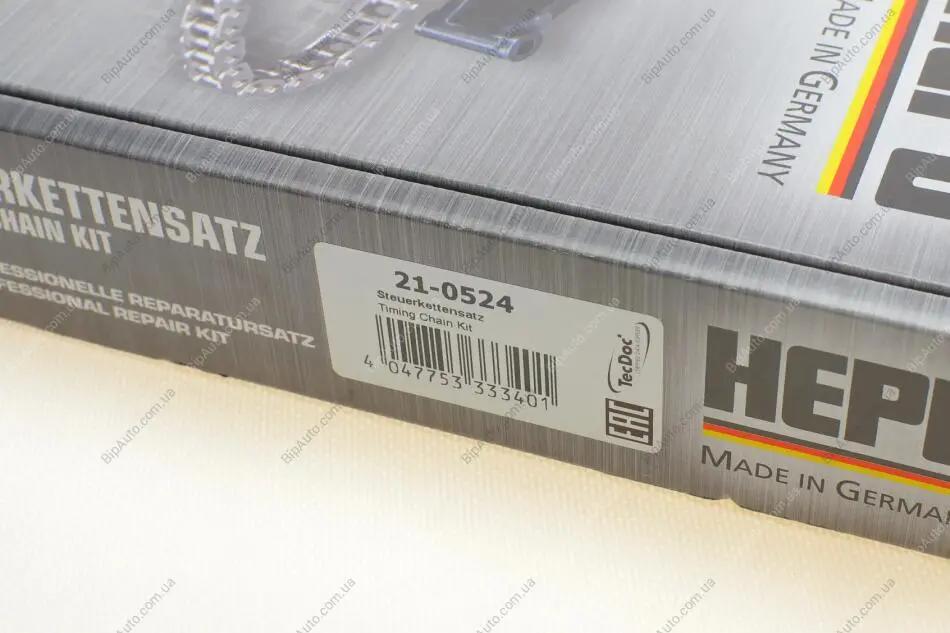 MADE IN GERMANY
RKETTENSATZ
CHAIN KIT
ESSIONELLE REPARATURSATZ
FESSIONAL REPAIR KIT
21-0524
Steuerkettensatz
Timing Chain Kit
4 047753 333401
TecDoc
EAC
HEP
MADE IN GERMA
BipAuto.com.ua